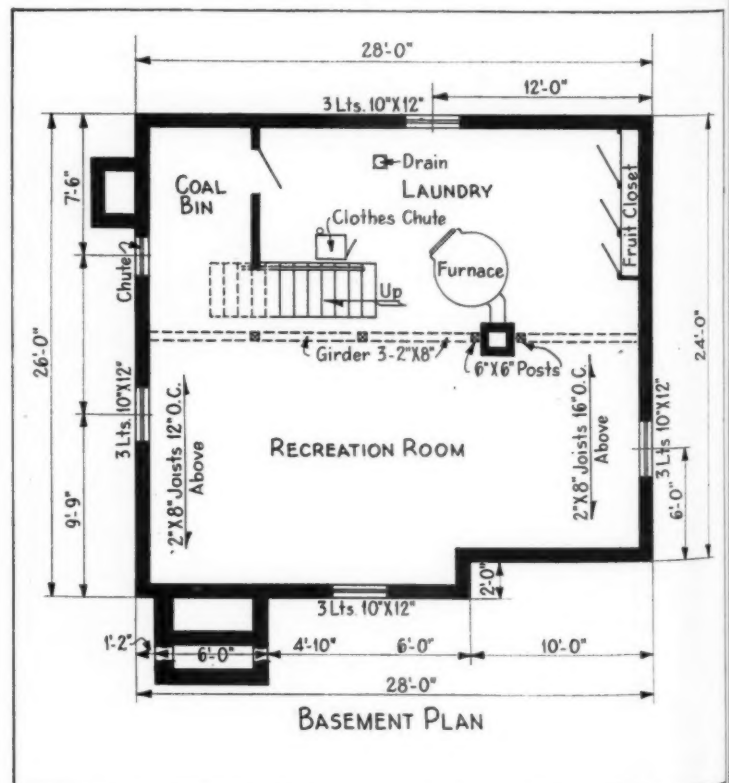 28'-0"
12'-0"
3 Lts. 10"X12"
7'-6"
COAL
BIN
Drain
LAUNDRY
Clothes Chute
Fruit Closet
Chute
Furnace
Up
26'-0"
24'-0"
Girder 3-2"X8"
6"X6" Posts
3 Lts. 10"X12"
2"X8" Joists 12" O.C.
Above
RECREATION ROOM
2"X8" Joists 16" O.C.
Above
3 Lts. 10"X12"
9'-9"
6'-0"
2'-0"
3 Lts. 10"X12"
1'-2"
6'-0"
4'-10"
6'-0"
10'-0"
28'-0"
BASEMENT PLAN